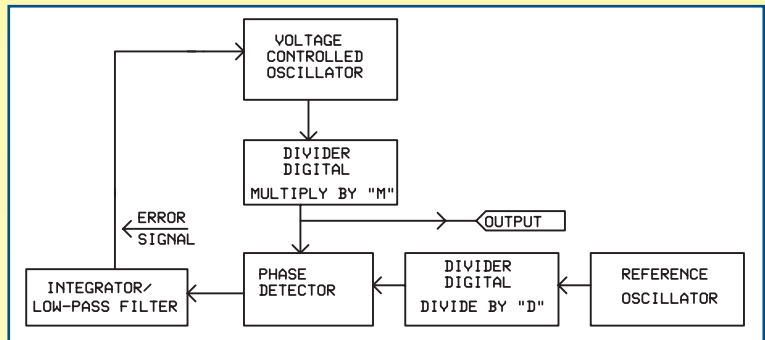 VOLTAGE
CONTROLLED
OSCILLATOR
DIVIDER
DIGITAL
MULTIPLY BY "M"
OUTPUT
ERROR
SIGNAL
INTEGRATOR/
LOW-PASS FILTER
PHASE
DETECTOR
DIVIDER
DIGITAL
DIVIDE BY "D"
REFERENCE
OSCILLATOR